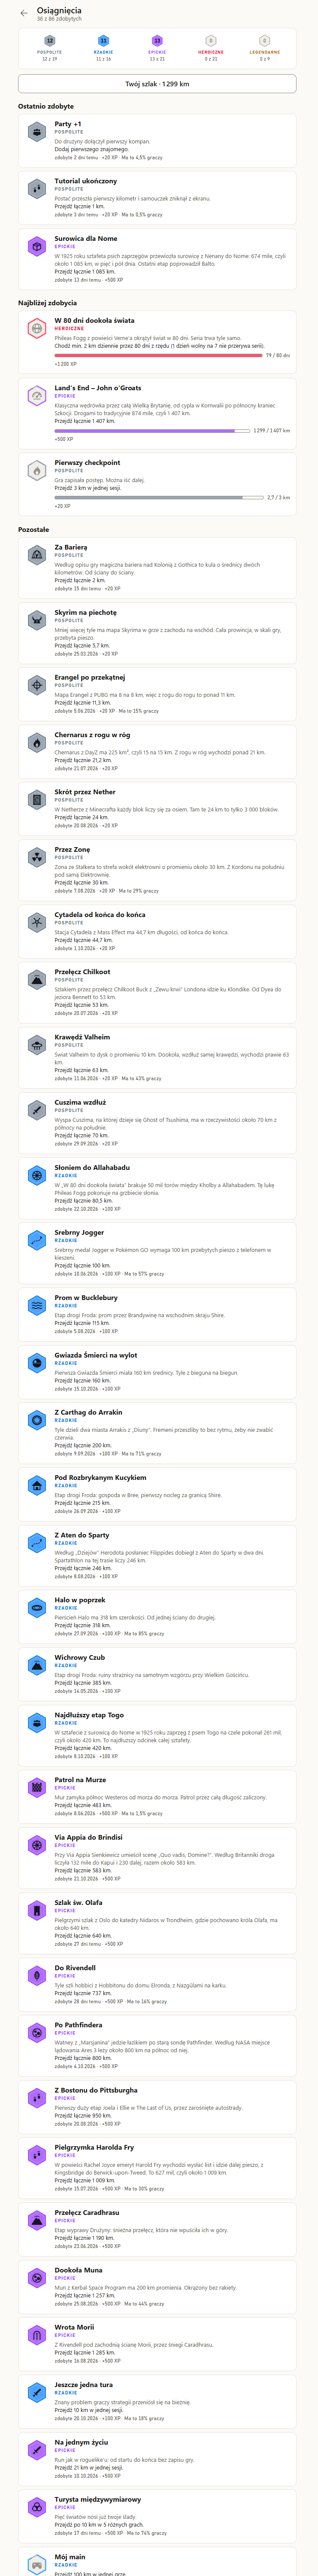 Osiągnięcia
36 z 86 zdobytych
12
11
13
0
0
POSPOLITE
RZADKIE
EPICKIE
HEROICZNE
LEGENDARNE
12 z 19
11 z 16
13 z 21
0 z 21
0 z 9
Twój szlak · 1 299 km
Ostatnio zdobyte
Party +1
POSPOLITE
Do drużyny dołączył pierwszy kompan.
Dodaj pierwszego znajomego.
zdobyte 2 dni temu · +20 XP · Ma to 4,5% graczy
Tutorial ukończony
POSPOLITE
Postać przeszła pierwszy kilometr i samouczek zniknął z ekranu.
Przejdź łącznie 1 km.
zdobyte 3 dni temu · +20 XP · Ma to 0,5% graczy
Surowica dla Nome
EPICKIE
W 1925 roku sztafeta psich zaprzęgów przewiozła surowicę z Nenany do Nome: 674 mile, czyli
około 1 085 km, w pięć i pół dnia. Ostatni etap poprowadził Balto.
Przejdź łącznie 1 085 km.
zdobyte 13 dni temu · +500 XP
Najbliżej zdobycia
W 80 dni dookoła świata
HEROICZNE
Phileas Fogg z powieści Verne'a okrążył świat w 80 dni. Seria trwa tyle samo.
Chodź min. 2 km dziennie przez 80 dni z rzędu (1 dzień wolny na 7 nie przerywa serii).
79 / 80 dni
+1 200 XP
Land's End – John o'Groats
EPICKIE
Klasyczna wędrówka przez całą Wielką Brytanię, od cypla w Kornwalii po północny kraniec
Szkocji. Drogami to tradycyjnie 874 mile, czyli 1 407 km.
Przejdź łącznie 1 407 km.
1 299 / 1 407 km
+500 XP
Pierwszy checkpoint
POSPOLITE
Gra zapisała postęp. Można iść dalej.
Przejdź 3 km w jednej sesji.
2,7 / 3 km
+20 XP
Pozostałe
Za Barierą
POSPOLITE
Według opisu gry magiczna bariera nad Kolonią z Gothica to kula o średnicy dwóch
kilometrów. Od ściany do ściany.
Przejdź łącznie 2 km.
zdobyte 15 dni temu · +20 XP
Skyrim na piechotę
POSPOLITE
Mniej więcej tyle ma mapa Skyrima w grze z zachodu na wschód. Cała prowincja, w skali gry,
przebyta pieszo.
Przejdź łącznie 5,7 km.
zdobyte 25.03.2026 · +20 XP
Erangel po przekątnej
POSPOLITE
Mapa Erangel z PUBG ma 8 na 8 km, więc z rogu do rogu to ponad 11 km.
Przejdź łącznie 11,3 km.
zdobyte 5.06.2026 · +20 XP · Ma to 15% graczy
Chernarus z rogu w róg
POSPOLITE
Chernarus z DayZ ma 225 km², czyli 15 na 15 km. Z rogu w róg wychodzi ponad 21 km.
Przejdź łącznie 21,2 km.
zdobyte 21.07.2026 · +20 XP
Skrót przez Nether
POSPOLITE
W Netherze z Minecrafta każdy blok liczy się za osiem. Tam te 24 km to tylko 3 000 bloków.
Przejdź łącznie 24 km.
zdobyte 20.08.2026 · +20 XP
Przez Zonę
POSPOLITE
Zona ze Stalkera to strefa wokół elektrowni o promieniu około 30 km. Z Kordonu na południu
pod samą Elektrownię.
Przejdź łącznie 30 km.
zdobyte 7.08.2026 · +20 XP · Ma to 29% graczy
Cytadela od końca do końca
POSPOLITE
Stacja Cytadela z Mass Effect ma 44,7 km długości, od końca do końca.
Przejdź łącznie 44,7 km.
zdobyte 1.10.2026 · +20 XP
Przełęcz Chilkoot
POSPOLITE
Szlakiem przez przełęcz Chilkoot Buck z „Zewu krwi" Londona idzie ku Klondike. Od Dyea do
jeziora Bennett to 53 km.
Przejdź łącznie 53 km.
zdobyte 20.07.2026 · +20 XP
Krawędź Valheim
POSPOLITE
Świat Valheim to dysk o promieniu 10 km. Dookoła, wzdłuż samej krawędzi, wychodzi prawie 63
km.
Przejdź łącznie 63 km.
zdobyte 11.06.2026 · +20 XP · Ma to 43% graczy
Cuszima wzdłuż
POSPOLITE
Wyspa Cuszima, na której dzieje się Ghost of Tsushima, ma w rzeczywistości około 70 km z
północy na południe.
Przejdź łącznie 70 km.
zdobyte 29.09.2026 · +20 XP
Słoniem do Allahabadu
RZADKIE
W „W 80 dni dookoła świata" brakuje 50 mil torów między Kholby a Allahabadem. Tę lukę
Phileas Fogg pokonuje na grzbiecie słonia.
Przejdź łącznie 80,5 km.
zdobyte 22.10.2026 · +100 XP
Srebrny Jogger
RZADKIE
Srebrny medal Jogger w Pokémon GO wymaga 100 km przebytych pieszo z telefonem w
kieszeni.
Przejdź łącznie 100 km.
zdobyte 10.06.2026 · +100 XP · Ma to 57% graczy
Prom w Bucklebury
RZADKIE
Etap drogi Froda: prom przez Brandywinę na wschodnim skraju Shire.
Przejdź łącznie 115 km.
zdobyte 5.08.2026 · +100 XP
Gwiazda Śmierci na wylot
RZADKIE
Pierwsza Gwiazda Śmierci miała 160 km średnicy. Tyle z bieguna na biegun.
Przejdź łącznie 160 km.
zdobyte 15.10.2026 · +100 XP
Z Carthag do Arrakin
RZADKIE
Tyle dzieli dwa miasta Arrakis z „Diuny". Fremeni przeszliby to bez rytmu, żeby nie zwabić
czerwia.
Przejdź łącznie 200 km.
zdobyte 9.09.2026 · +100 XP · Ma to 71% graczy
Pod Rozbrykanym Kucykiem
RZADKIE
Etap drogi Froda: gospoda w Bree, pierwszy nocleg za granicą Shire.
Przejdź łącznie 215 km.
zdobyte 26.09.2026 · +100 XP
Z Aten do Sparty
RZADKIE
Według „Dziejów" Herodota posłaniec Filippides dobiegł z Aten do Sparty w dwa dni.
Spartathlon na tej trasie liczy 246 km.
Przejdź łącznie 246 km.
zdobyte 8.08.2026 · +100 XP
Halo w poprzek
RZADKIE
Pierścień Halo ma 318 km szerokości. Od jednej ściany do drugiej.
Przejdź łącznie 318 km.
zdobyte 27.09.2026 · +100 XP · Ma to 85% graczy
Wichrowy Czub
RZADKIE
Etap drogi Froda: ruiny strażnicy na samotnym wzgórzu przy Wielkim Gościńcu.
Przejdź łącznie 385 km.
zdobyte 14.05.2026 · +100 XP
Najdłuższy etap Togo
RZADKIE
W sztafecie z surowicą do Nome w 1925 roku zaprzęg z psem Togo na czele pokonał 261 mil,
czyli około 420 km. To najdłuższy odcinek całej sztafety.
Przejdź łącznie 420 km.
zdobyte 8.10.2026 · +100 XP
Patrol na Murze
EPICKIE
Mur zamyka północ Westeros od morza do morza. Patrol przez całą długość zaliczony.
Przejdź łącznie 483 km.
zdobyte 8.06.2026 · +500 XP · Ma to 1,5% graczy
Via Appia do Brindisi
EPICKIE
Przy Via Appia Sienkiewicz umieścił scenę „Quo vadis, Domine?". Według Britanniki droga
liczyła 132 mile do Kapui i 230 dalej, razem około 583 km.
Przejdź łącznie 583 km.
zdobyte 21.10.2026 · +500 XP
Szlak św. Olafa
EPICKIE
Pielgrzymi szlak z Oslo do katedry Nidaros w Trondheim, gdzie pochowano króla Olafa, ma
około 640 km.
Przejdź łącznie 640 km.
zdobyte 27 dni temu · +500 XP
Do Rivendell
EPICKIE
Tyle szli hobbici z Hobbitonu do domu Elronda, z Nazgûlami na karku.
Przejdź łącznie 737 km.
zdobyte 28 dni temu · +500 XP · Ma to 16% graczy
Po Pathfindera
EPICKIE
Watney z „Marsjanina" jedzie łazikiem po starą sondę Pathfinder. Według NASA miejsce
lądowania Ares 3 leży około 800 km na północ od niej.
Przejdź łącznie 800 km.
zdobyte 4.10.2026 · +500 XP
Z Bostonu do Pittsburgha
EPICKIE
Pierwszy duży etap Joela i Ellie w The Last of Us, przez zarośnięte autostrady.
Przejdź łącznie 950 km.
zdobyte 20.08.2026 · +500 XP
Pielgrzymka Harolda Fry
EPICKIE
W powieści Rachel Joyce emeryt Harold Fry wychodzi wysłać list i idzie dalej pieszo, z
Kingsbridge do Berwick-upon-Tweed. To 627 mil, czyli około 1 009 km.
Przejdź łącznie 1 009 km.
zdobyte 15.07.2026 · +500 XP · Ma to 30% graczy
Przełęcz Caradhrasu
EPICKIE
Etap wyprawy Drużyny: śnieżna przełęcz, która nie wpuściła ich w góry.
Przejdź łącznie 1 190 km.
zdobyte 23.06.2026 · +500 XP
Dookoła Muna
EPICKIE
Mun z Kerbal Space Program ma 200 km promienia. Okrążony bez rakiety.
Przejdź łącznie 1 257 km.
zdobyte 25.08.2026 · +500 XP · Ma to 44% graczy
Wrota Morii
EPICKIE
Z Rivendell pod zachodnią ścianę Morii, przez śniegi Caradhrasu.
Przejdź łącznie 1 285 km.
zdobyte 16.08.2026 · +500 XP
Jeszcze jedna tura
RZADKIE
Znany problem graczy strategii przeniósł się na bieżnię.
Przejdź 10 km w jednej sesji.
zdobyte 20.10.2026 · +100 XP · Ma to 18% graczy
Na jednym życiu
EPICKIE
Run jak w roguelike'u: od startu do końca bez zapisu gry.
Przejdź 21 km w jednej sesji.
zdobyte 10.10.2026 · +500 XP
Turysta międzywymiarowy
EPICKIE
Pięć światów nosi już twoje ślady.
Przejdź po 10 km w 5 różnych grach.
zdobyte 17 dni temu · +500 XP · Ma to 74% graczy
Mój main
RZADKIE
Przejdź 100 km w jednej grze.